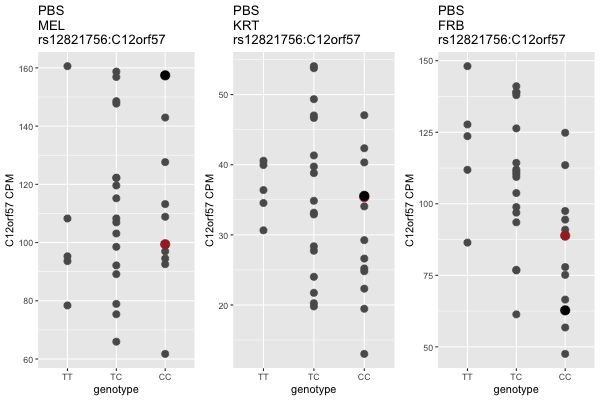 PBS
MEL
rs12821756:C12orf57
160
140
120
100
80
60
C12orf57 CPM
TT
TC
CC
genotype
PBS
KRT
rs12821756:C12orf57
50
40
30
20
C12orf57 CPM
TT
TC
CC
genotype
PBS
FRB
rs12821756:C12orf57
150
125
100
75
50
C12orf57 CPM
TT
TC
CC
genotype